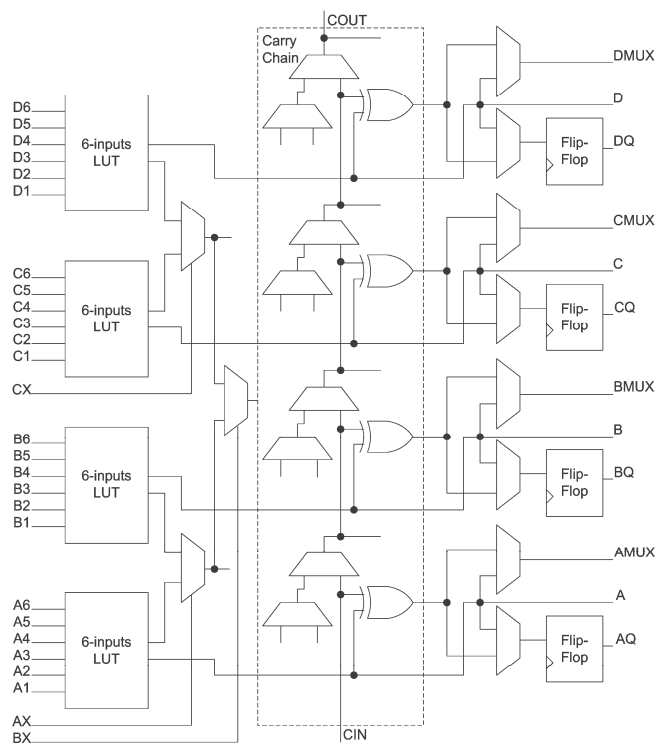 COUT
Carry
Chain
DMUX
D
D6
D5
D4
D3
D2
D1
6-inputs
LUT
Flip-
Flop
DQ
CMUX
C
C6
C5
C4
C3
C2
C1
6-inputs
LUT
Flip-
Flop
CQ
CX
BMUX
B
B6
B5
B4
B3
B2
B1
6-inputs
LUT
Flip-
Flop
BQ
AMUX
A
A6
A5
A4
A3
A2
A1
6-inputs
LUT
Flip-
Flop
AQ
AX
BX
CIN